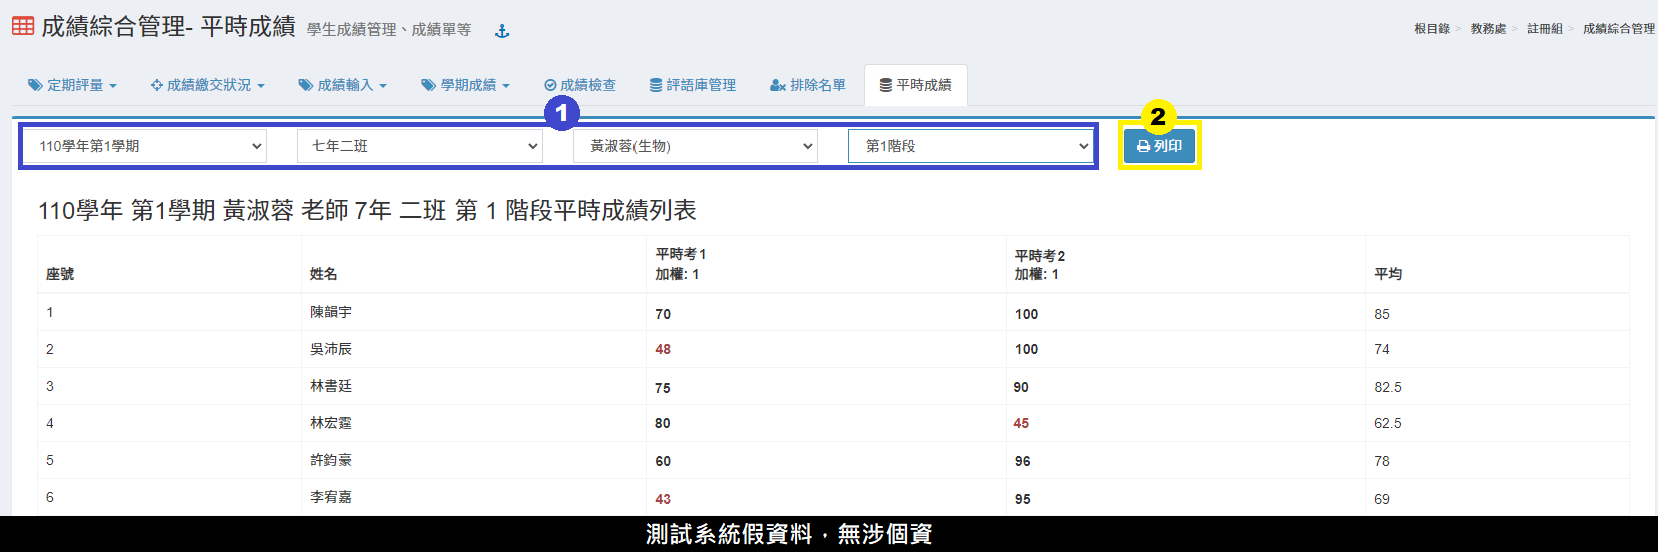 成績綜合管理- 平時成績 學生成績管理、成績單等
根目錄 > 教務處 > 註冊組 > 成績綜合管理
定期評量 成績繳交狀況 成績輸入 學期成績 成績檢查 評語庫管理 排除名單 平時成績
1 2
110學年第1學期 七年二班 黃淑蓉(生物) 第1階段 列印
110學年 第1學期 黃淑蓉 老師 7年 二班 第 1 階段平時成績列表
座號 姓名 平時考1 加權: 1 平時考2 加權: 1 平均
1 陳韻宇 70 100 85
2 吳沛辰 48 100 74
3 林書廷 75 90 82.5
4 林宏霆 80 45 62.5
5 許鈞豪 60 96 78
6 李宥嘉 43 95 69
測試系統假資料，無涉個資